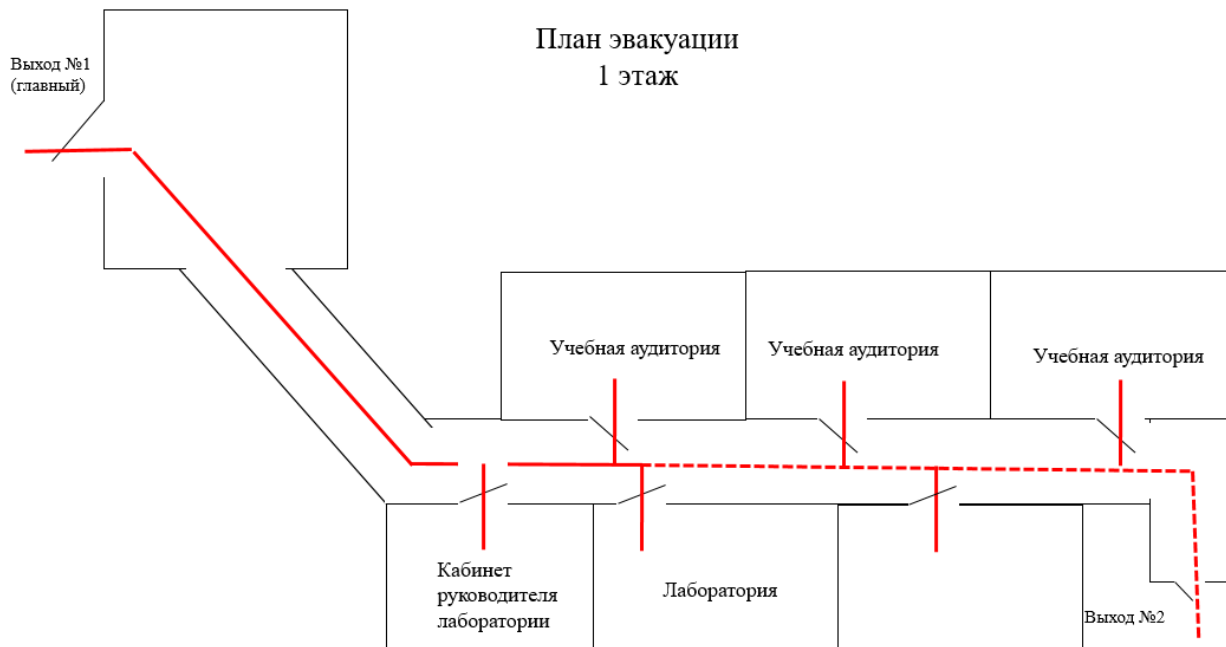 План эвакуации
1 этаж
Выход №1
(главный)
Учебная аудитория
Учебная аудитория
Учебная аудитория
Кабинет
руководителя
лаборатории
Лаборатория
Выход №2